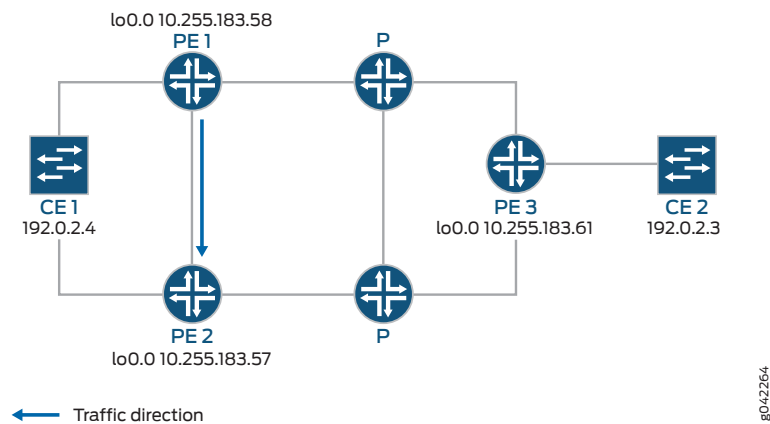 lo0.0 10.255.183.58
PE 1
P
CE 1
192.0.2.4
PE 3
lo0.0 10.255.183.61
CE 2
192.0.2.3
PE 2
lo0.0 10.255.183.57
P
Traffic direction
g042264